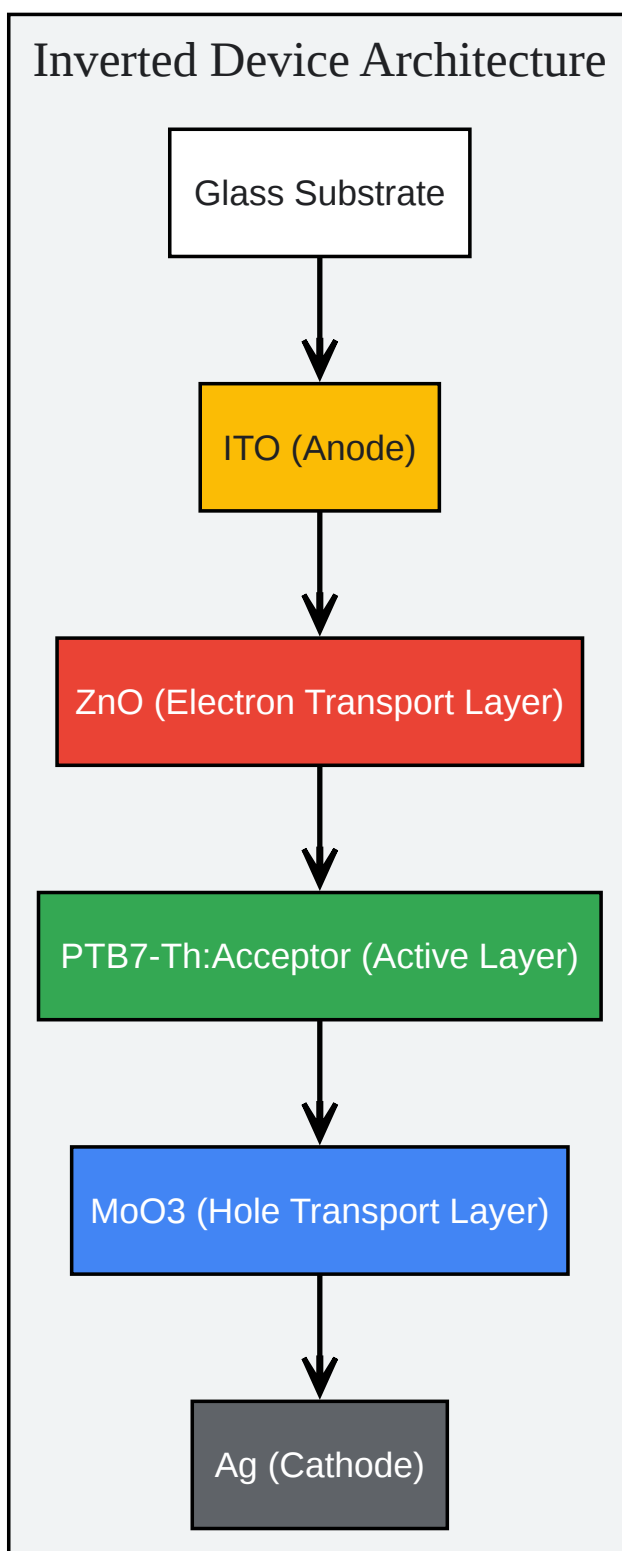 Inverted Device Architecture
Glass Substrate
ITO (Anode)
ZnO (Electron Transport Layer)
PTB7-Th:Acceptor (Active Layer)
MoO3 (Hole Transport Layer)
Ag (Cathode)